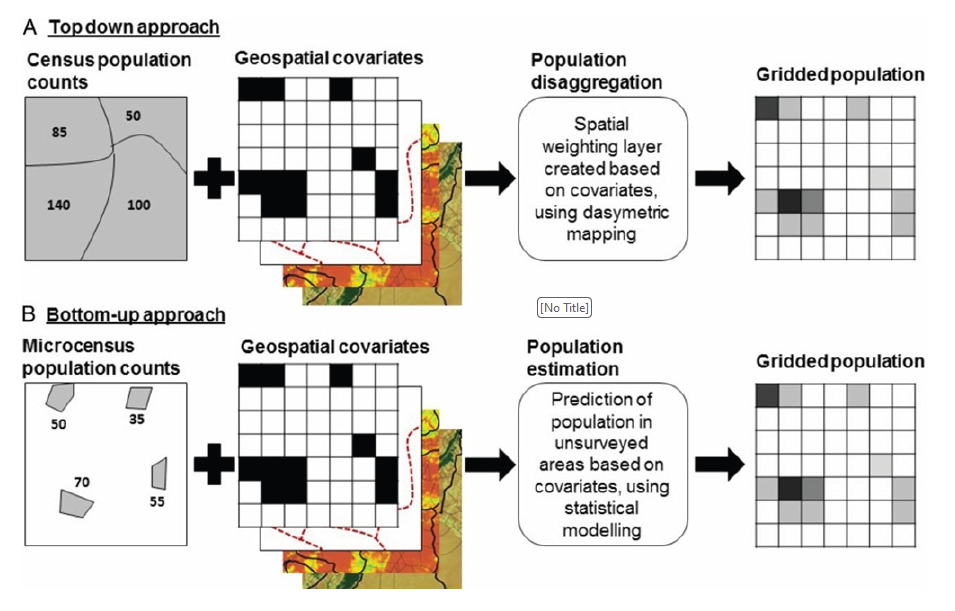 A Top down approach
Census population
counts
Geospatial covariates
Population
disaggregation
Gridded population
85
50
140
100
Spatial
weighting layer
created based
on covariates,
using dasymetric
mapping
[No Title]
B Bottom-up approach
Microcensus
population counts
Geospatial covariates
Population
estimation
Gridded population
50
35
70
55
Prediction of
population in
unsurveyed
areas based on
covariates, using
statistical
modelling